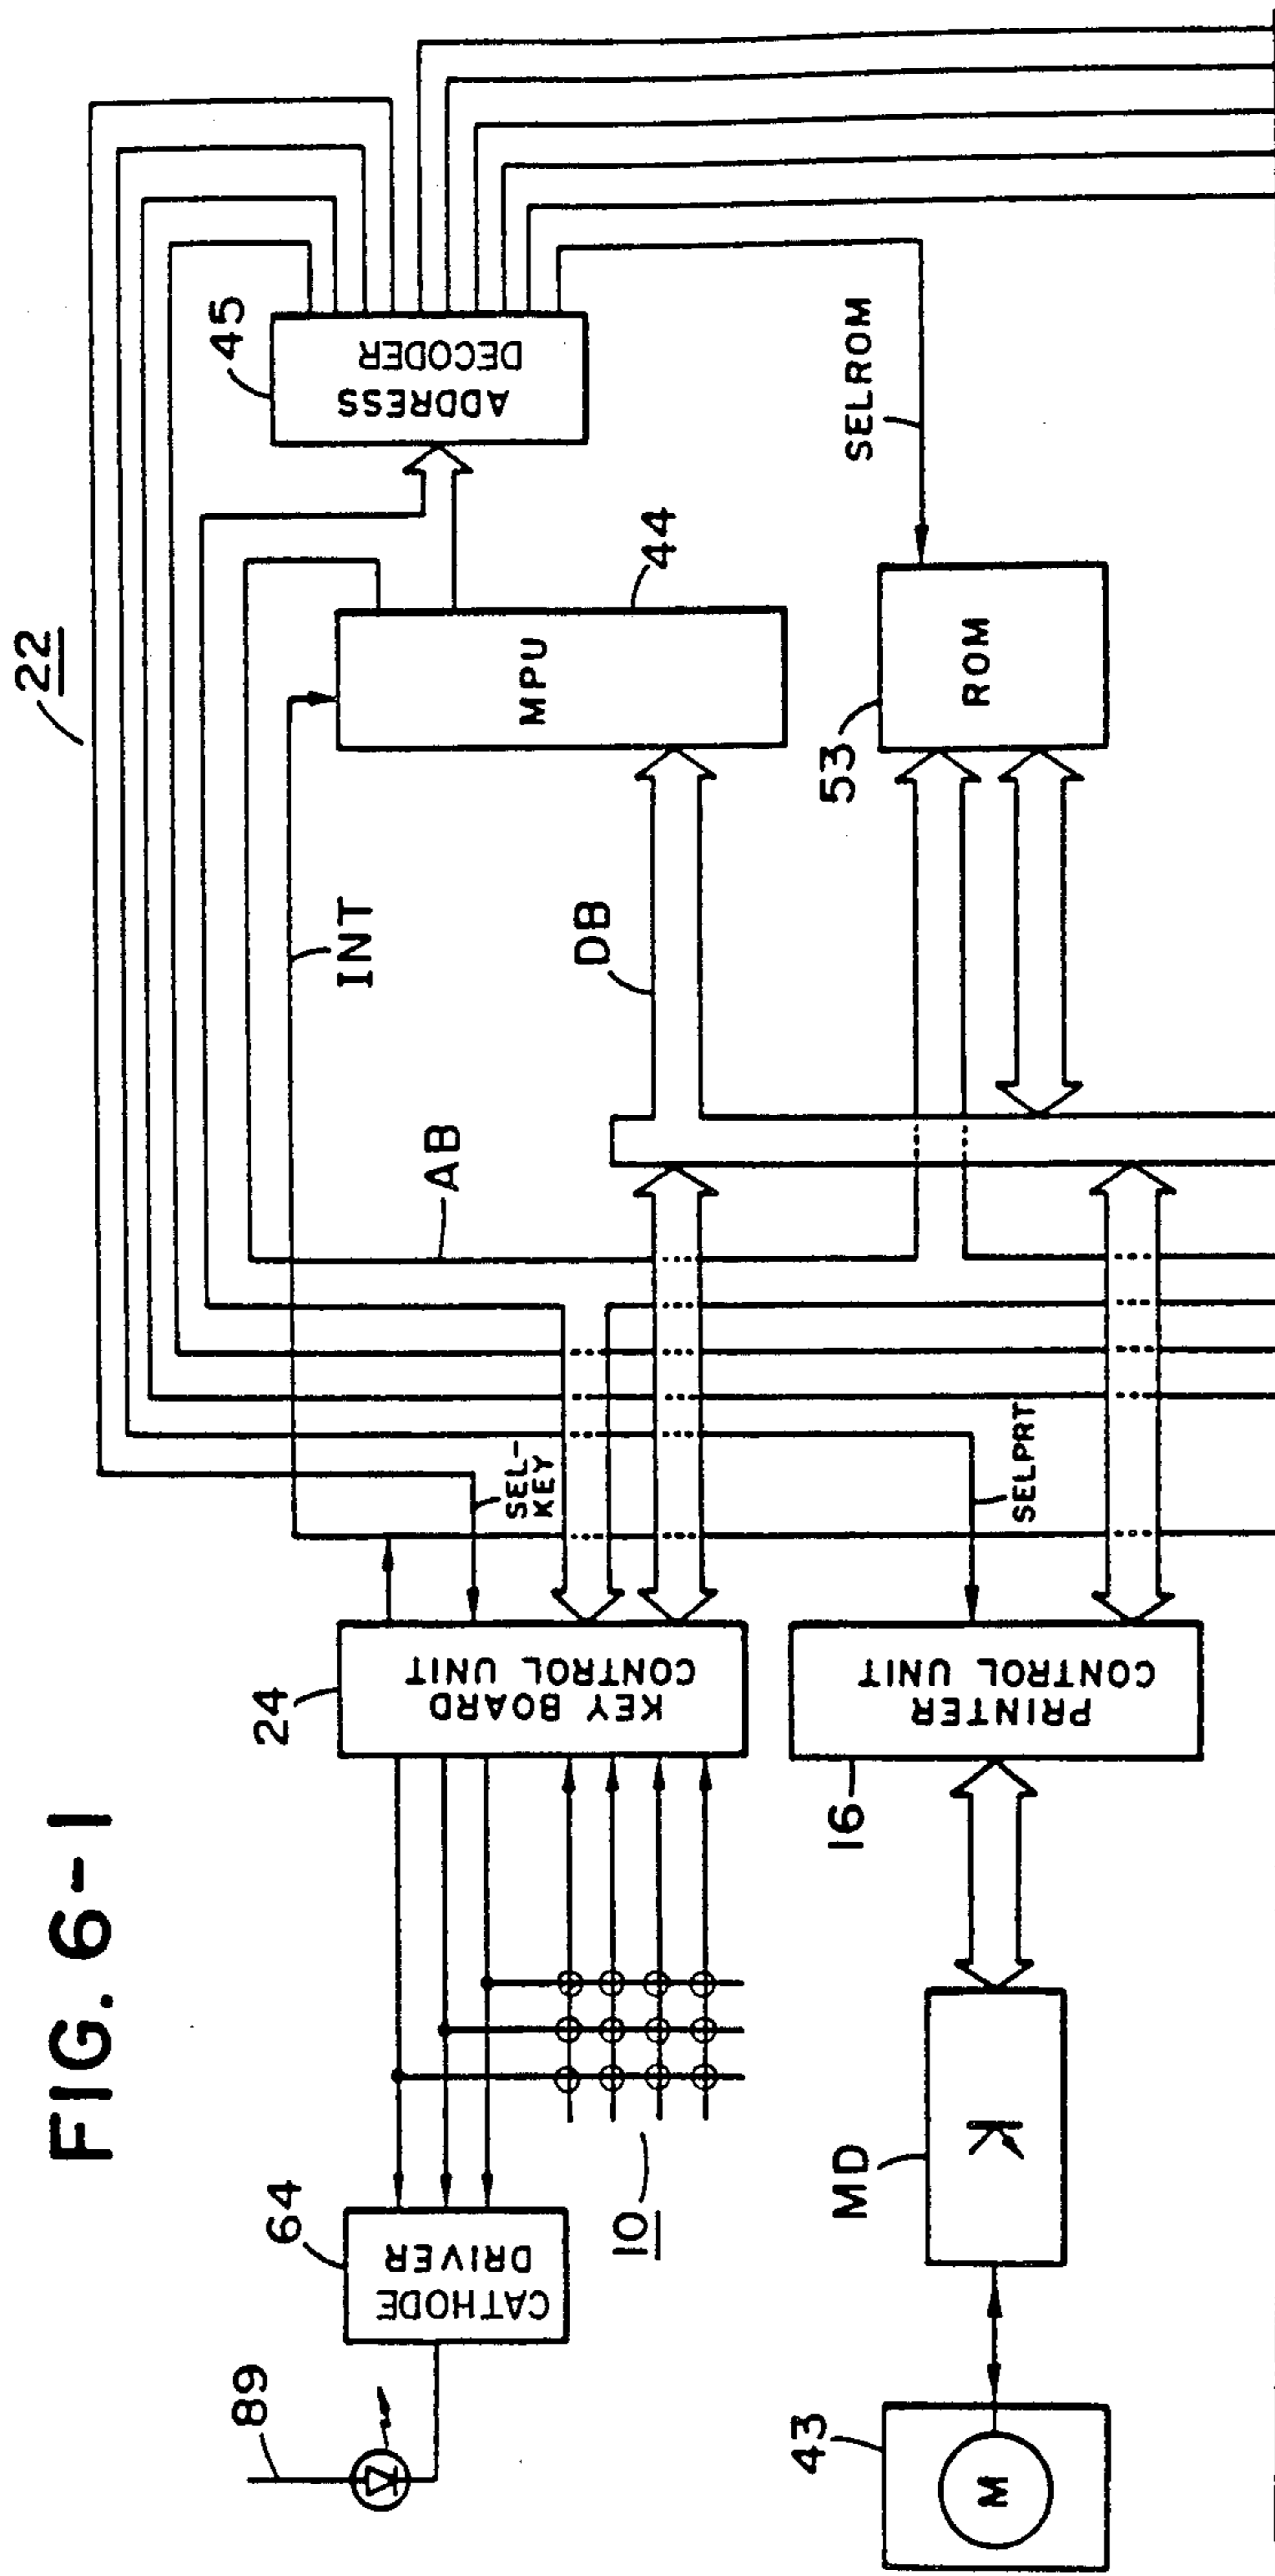 FIG. 6-1
22
89
64
CATHODE
DRIVER
10
24
KEY BOARD
CONTROL UNIT
SEL-
KEY
INT
AB
DB
MPU
44
45
ADDRESS
DECODER
43
M
MD
16
PRINTER
CONTROL UNIT
SELPRT
53
ROM
SELROM